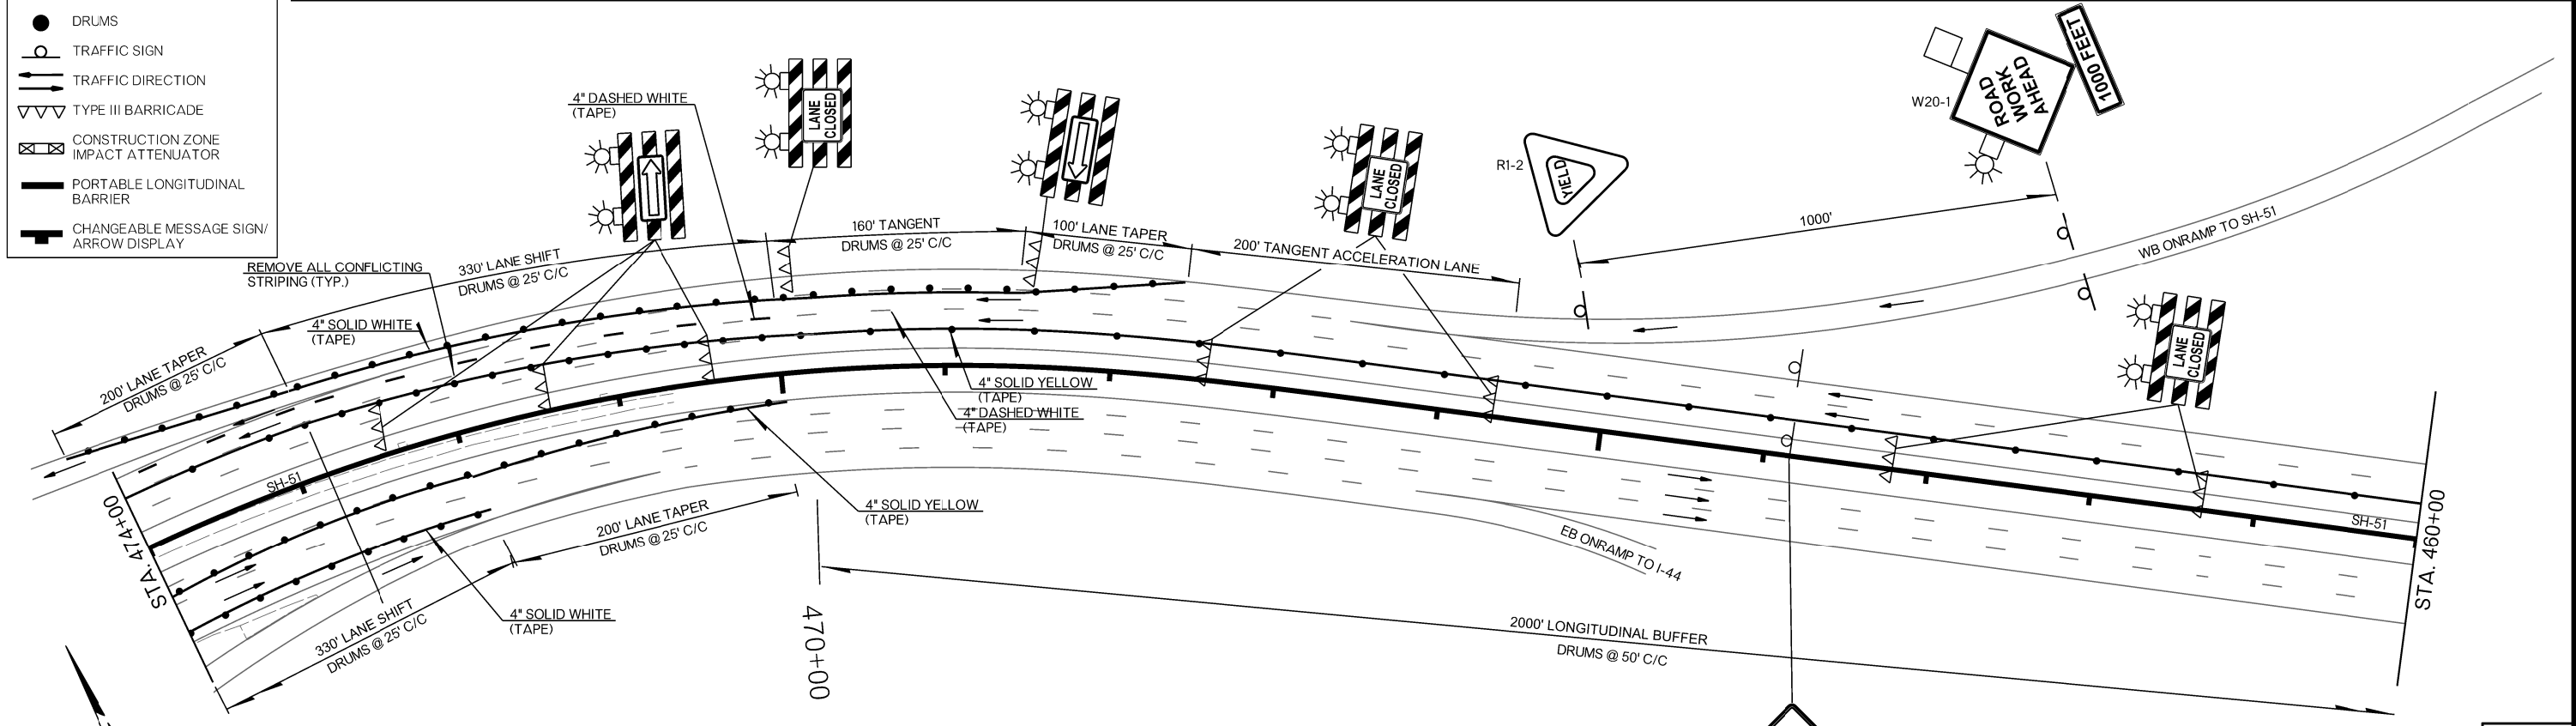 DRUMS
TRAFFIC SIGN
TRAFFIC DIRECTION
TYPE III BARRICADE
CONSTRUCTION ZONE
IMPACT ATTENUATOR
PORTABLE LONGITUDINAL
BARRIER
CHANGEABLE MESSAGE SIGN/
ARROW DISPLAY
4" DASHED WHITE
(TAPE)
LANE
CLOSED
LANE
CLOSED
R1-2
YIELD
W20-1
ROAD
WORK
AHEAD
1000 FEET
1000'
WB ONRAMP TO SH-51
LANE
CLOSED
REMOVE ALL CONFLICTING
STRIPING (TYP.)
330' LANE SHIFT
DRUMS @ 25' C/C
160' TANGENT
DRUMS @ 25' C/C
100' LANE TAPER
DRUMS @ 25' C/C
200' TANGENT ACCELERATION LANE
4" SOLID WHITE
(TAPE)
200' LANE TAPER
DRUMS @ 25' C/C
4" SOLID YELLOW
(TAPE)
4" DASHED WHITE
(TAPE)
SH-51
STA. 474+00
4" SOLID YELLOW
(TAPE)
200' LANE TAPER
DRUMS @ 25' C/C
EB ONRAMP TO I-44
SH-51
STA. 460+00
4" SOLID WHITE
(TAPE)
330' LANE SHIFT
DRUMS @ 25' C/C
470+00
2000' LONGITUDINAL BUFFER
DRUMS @ 50' C/C